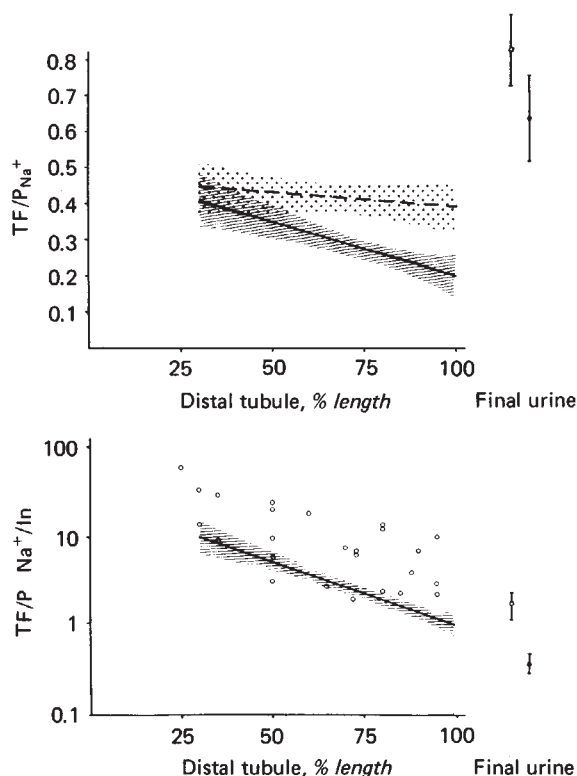 TF/P_Na+
0.8
0.7
0.6
0.5
0.4
0.3
0.2
0.1
25 50 75 100
Distal tubule, % length Final urine
TF/P Na+/In
100
10
1
0.1
25 50 75 100
Distal tubule, % length Final urine